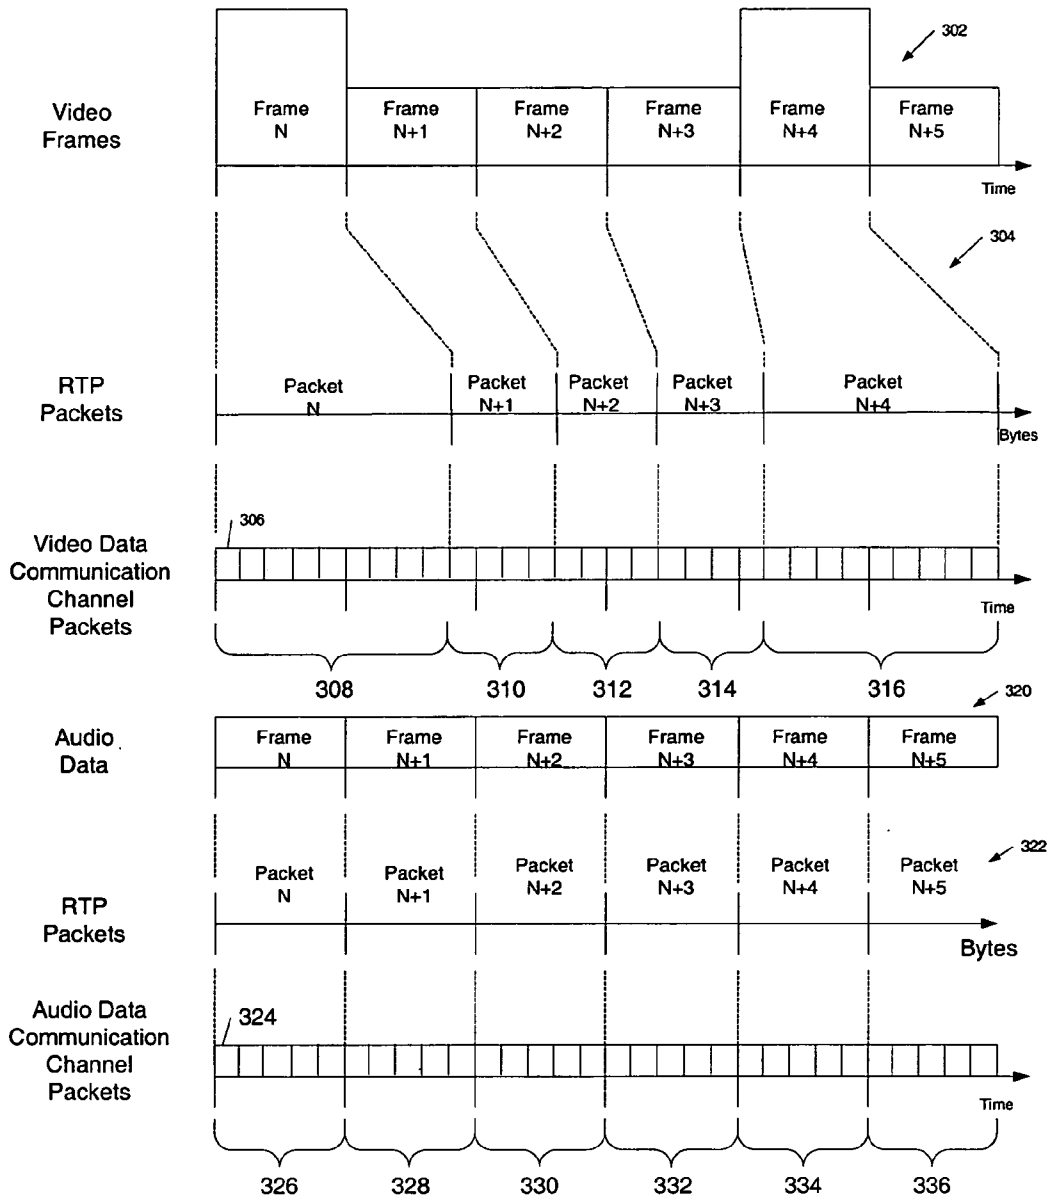 302
Video
Frames
Frame
N
Frame
N+1
Frame
N+2
Frame
N+3
Frame
N+4
Frame
N+5
Time
304
RTP
Packets
Packet
N
Packet
N+1
Packet
N+2
Packet
N+3
Packet
N+4
Bytes
306
Video Data
Communication
Channel
Packets
Time
308
310
312
314
316
320
Audio
Data
Frame
N
Frame
N+1
Frame
N+2
Frame
N+3
Frame
N+4
Frame
N+5
322
RTP
Packets
Packet
N
Packet
N+1
Packet
N+2
Packet
N+3
Packet
N+4
Packet
N+5
Bytes
324
Audio Data
Communication
Channel
Packets
Time
326
328
330
332
334
336